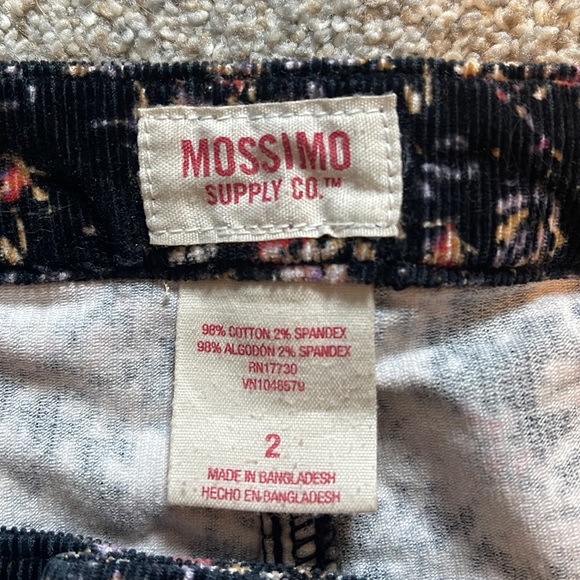 MOSSIMO
SUPPLY CO.™
98% COTTON 2% SPANDEX
98% ALGODÓN 2% SPANDEX
RN17730
VN1048579
2
MADE IN BANGLADESH
HECHO EN BANGLADESH